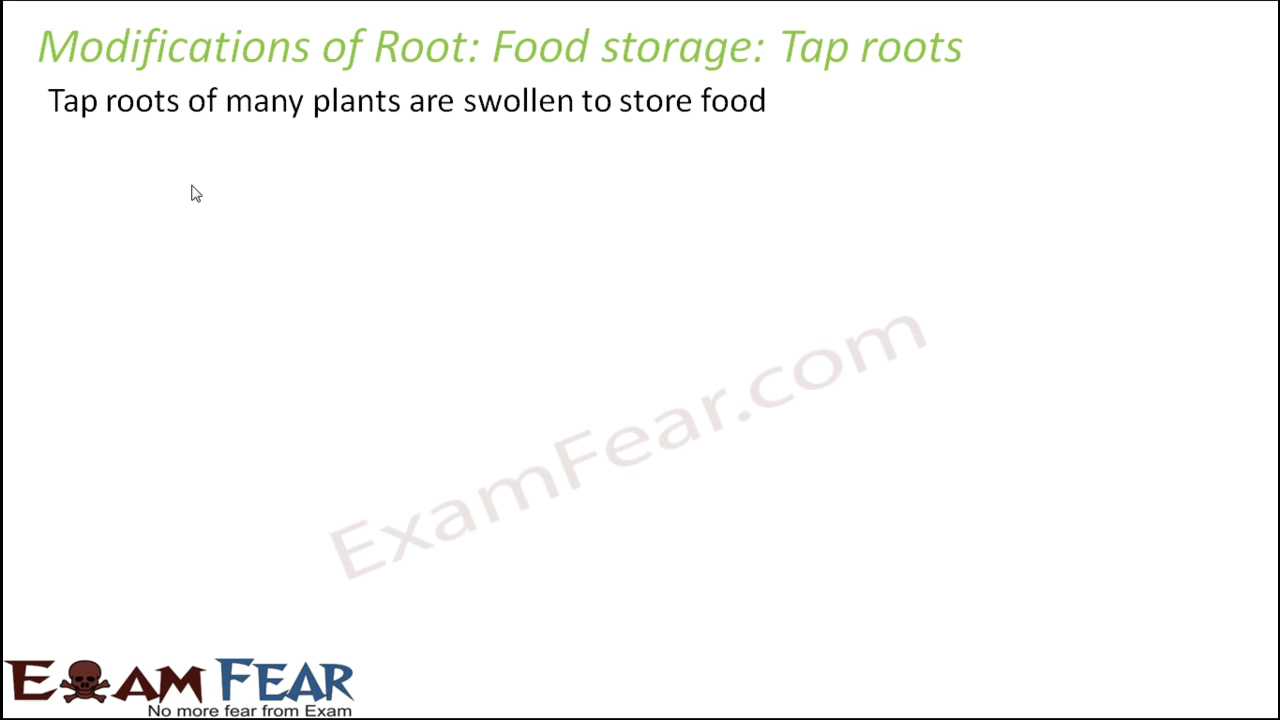 Modifications of Root: Food storage: Tap roots
Tap roots of many plants are swollen to store food
ExamFear.com
EXAM FEAR
No more fear from Exam